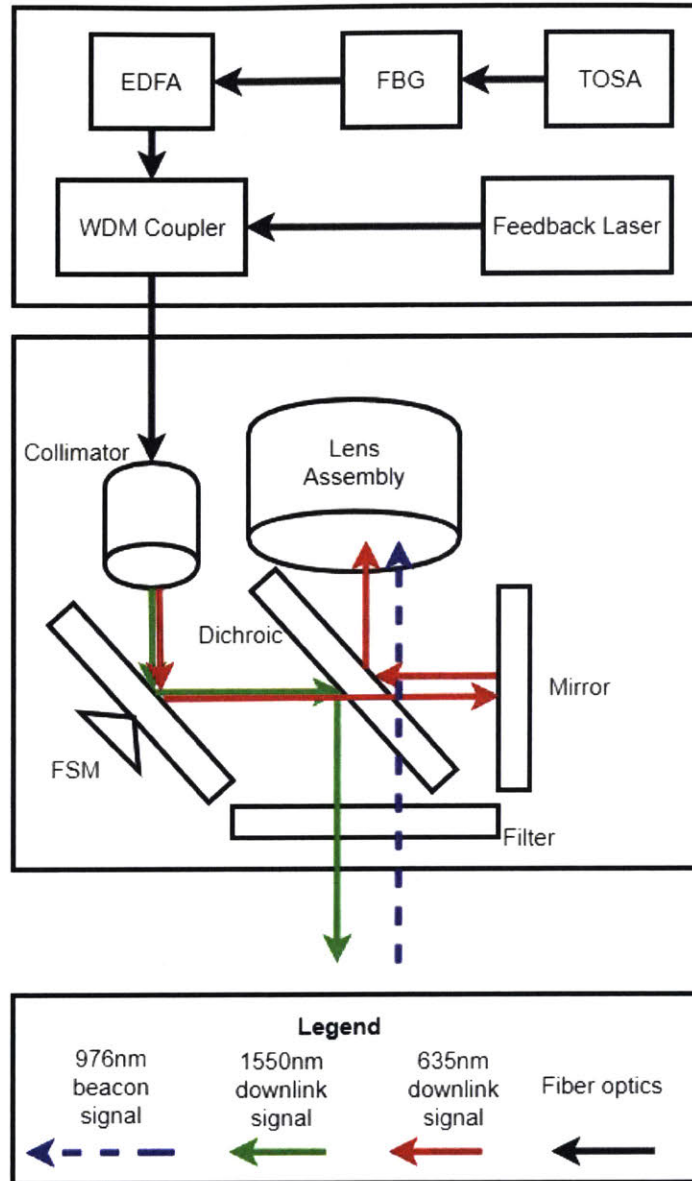 EDFA
FBG
TOSA
WDM Coupler
Feedback Laser
Collimator
Lens
Assembly
Dichroic
Mirror
FSM
Filter
Legend
976nm
beacon
signal
1550nm
downlink
signal
635nm
downlink
signal
Fiber optics